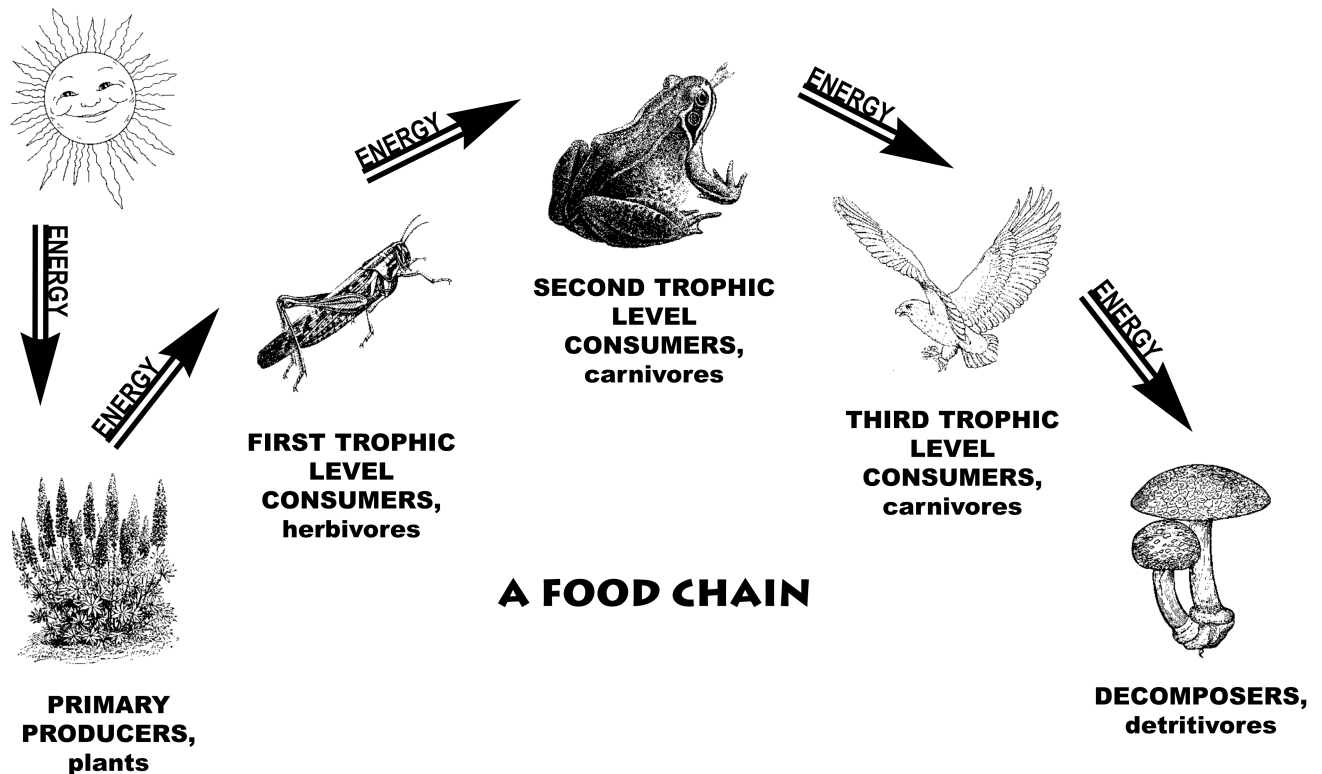 ENERGY
PRIMARY
PRODUCERS,
plants
ENERGY
FIRST TROPHIC
LEVEL
CONSUMERS,
herbivores
ENERGY
SECOND TROPHIC
LEVEL
CONSUMERS,
carnivores
ENERGY
THIRD TROPHIC
LEVEL
CONSUMERS,
carnivores
ENERGY
DECOMPOSERS,
detritivores
A FOOD CHAIN